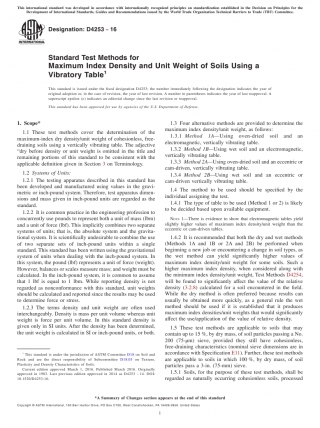 This international standard was developed in accordance with internationally recognized principles on standardization established in the Decision on Principles for the
Development of International Standards, Guides and Recommendations issued by the World Trade Organization Technical Barriers to Trade (TBT) Committee.
Designation: D4253 − 16
Standard Test Methods for
Maximum Index Density and Unit Weight of Soils Using a
Vibratory Table1
This standard is issued under the fixed designation D4253; the number immediately following the designation indicates the year of
original adoption or, in the case of revision, the year of last revision. A number in parentheses indicates the year of last reapproval. A
superscript epsilon (ε) indicates an editorial change since the last revision or reapproval.
This standard has been approved for use by agencies of the U.S. Department of Defense.
1. Scope*
1.1 These test methods cover the determination of the
maximum-index dry density/unit weight of cohesionless, free-
draining soils using a vertically vibrating table. The adjective
"dry before density or unit weight is omitted in the title and
remaining portions of this standard to be consistent with the
applicable definition given in Section 3 on Terminology.
1.2 Systems of Units:
1.2.1 The testing apparatus described in this standard has
been developed and manufactured using values in the gravi-
metric or inch-pound system. Therefore, test apparatus dimen-
sions and mass given in inch-pound units are regarded as the
standard.
1.2.2 It is common practice in the engineering profession to
concurrently use pounds to represent both a unit of mass (lbm)
and a unit of force (lbf). This implicitly combines two separate
systems of units; that is, the absolute system and the gravita-
tional system. It is scientifically undesirable to combine the use
of two separate sets of inch-pound units within a single
standard. This standard has been written using the gravitational
system of units when dealing with the inch-pound system. In
this system, the pound (lbf) represents a unit of force (weight).
However, balances or scales measure mass; and weight must be
calculated. In the inch-pound system, it is common to assume
that 1 lbf is equal to 1 lbm. While reporting density is not
regarded as nonconformance with this standard, unit weights
should be calculated and reported since the results may be used
to determine force or stress.
1.2.3 The terms density and unit weight are often used
interchangeably. Density is mass per unit volume whereas unit
weight is force per unit volume. In this standard density is
given only in SI units. After the density has been determined,
the unit weight is calculated in SI or inch-pound units, or both.
1 This standard is under the jurisdiction of ASTM Committee D18 on Soil and
Rock and are the direct responsibility of Subcommittee D18.03 on Texture,
Plasticity and Density Characteristics of Soils.
Current edition approved March 1, 2016. Published March 2016. Originally
approved in 1983. Last previous edition approved in 2014 as D4253 – 14.
1.3 Four alternative methods are provided to determine the
maximum index density/unit weight, as follows:
1.3.1 Method 1A—Using oven-dried soil and an
electromagnetic, vertically vibrating table.
1.3.2 Method 1B—Using wet soil and an electromagnetic,
vertically vibrating table.
1.3.3 Method 2A—Using oven-dried soil and an eccentric or
cam-driven, vertically vibrating table.
1.3.4 Method 2B—Using wet soil and an eccentric or
cam-driven vertically vibrating table.
1.4 The method to be used should be specified by the
individual assigning the test.
1.4.1 The type of table to be used (Method 1 or 2) is likely
to be decided based upon available equipment.
NOTE 1—There is evidence to show that electromagnetic tables yield
slightly higher values of maximum index density/unit weight than the
eccentric or cam-driven tables.
1.4.2 It is recommended that both the dry and wet methods
(Methods 1A and 1B or 2A and 2B) be performed when
beginning a new job or encountering a change in soil types, as
the wet method can yield significantly higher values of
maximum index density/unit weight for some soils. Such a
higher maximum index density, when considered along with
the minimum index density/unit weight, Test Methods D4254,
will be found to significantly affect the value of the relative
density (3.2.8) calculated for a soil encountered in the field.
While the dry method is often preferred because results can
usually be obtained more quickly, as a general rule the wet
method should be used if it is established that it produces
maximum index densities/unit weights that would significantly
affect the use/application of the value of relative density.
1.5 These test methods are applicable to soils that may
contain up to 15 %, by dry mass, of soil particles passing a No.
200 (75-μm) sieve, provided they still have cohesionless,
free-draining characteristics (nominal sieve dimensions are in
accordance with Specification E11). Further, these test methods
are applicable to soils in which 100 %, by dry mass, of soil
particles pass a 3-in. (75-mm) sieve.
1.5.1 Soils, for the purpose of these test methods, shall be
regarded as naturally occurring cohesionless soils, processed
*A Summary of Changes section appears at the end of this standard
Copyright © ASTM International, 100 Barr Harbor Drive, PO Box C700, West Conshohocken, PA 19428-2959. United States
1